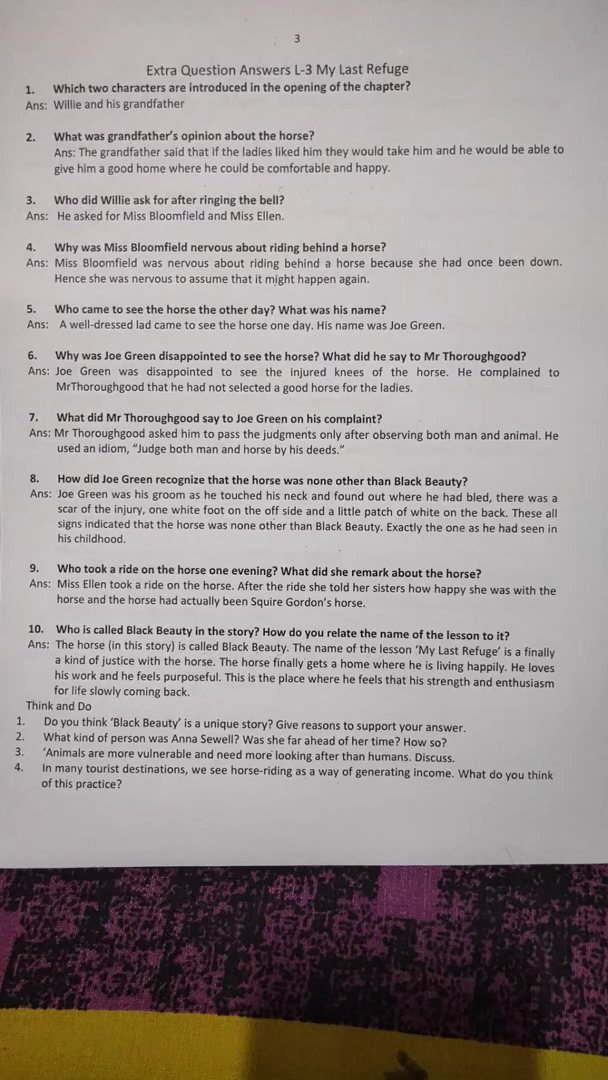 3
Extra Question Answers L-3 My Last Refuge
1. Which two characters are introduced in the opening of the chapter?
Ans: Willie and his grandfather
2. What was grandfather's opinion about the horse?
Ans: The grandfather said that if the ladies liked him they would take him and he would be able to
give him a good home where he could be comfortable and happy.
3. Who did Willie ask for after ringing the bell?
Ans: He asked for Miss Bloomfield and Miss Ellen.
4. Why was Miss Bloomfield nervous about riding behind a horse?
Ans: Miss Bloomfield was nervous about riding behind a horse because she had once been down.
Hence she was nervous to assume that it might happen again.
5. Who came to see the horse the other day? What was his name?
Ans: A well-dressed lad came to see the horse one day. His name was Joe Green.
6. Why was Joe Green disappointed to see the horse? What did he say to Mr Thoroughgood?
Ans: Joe Green was disappointed to see the injured knees of the horse. He complained to
MrThoroughgood that he had not selected a good horse for the ladies.
7. What did Mr Thoroughgood say to Joe Green on his complaint?
Ans: Mr Thoroughgood asked him to pass the judgments only after observing both man and animal. He
used an idiom, "Judge both man and horse by his deeds."
8. How did Joe Green recognize that the horse was none other than Black Beauty?
Ans: Joe Green was his groom as he touched his neck and found out where he had bled, there was a
scar of the injury, one white foot on the off side and a little patch of white on the back. These all
signs indicated that the horse was none other than Black Beauty. Exactly the one as he had seen in
his childhood.
9. Who took a ride on the horse one evening? What did she remark about the horse?
Ans: Miss Ellen took a ride on the horse. After the ride she told her sisters how happy she was with the
horse and the horse had actually been Squire Gordon's horse.
10. Who is called Black Beauty in the story? How do you relate the name of the lesson to it?
Ans: The horse (in this story) is called Black Beauty. The name of the lesson 'My Last Refuge' is a finally
a kind of justice with the horse. The horse finally gets a home where he is living happily. He loves
his work and he feels purposeful. This is the place where he feels that his strength and enthusiasm
for life slowly coming back.
Think and Do
1. Do you think 'Black Beauty' is a unique story? Give reasons to support your answer.
2. What kind of person was Anna Sewell? Was she far ahead of her time? How so?
3. 'Animals are more vulnerable and need more looking after than humans. Discuss.
4. In many tourist destinations, we see horse-riding as a way of generating income. What do you think
of this practice?